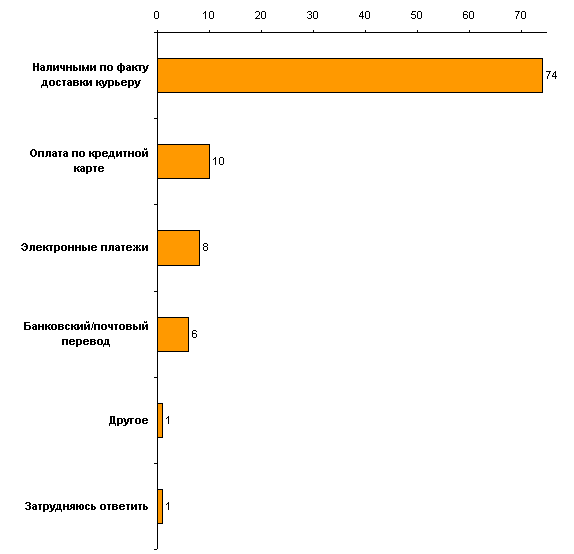 0 10 20 30 40 50 60 70
Наличными по факту
доставки курьеру
74
Оплата по кредитной
карте
10
Электронные платежи
8
Банковский/почтовый
перевод
6
Другое
1
Затрудняюсь ответить
1